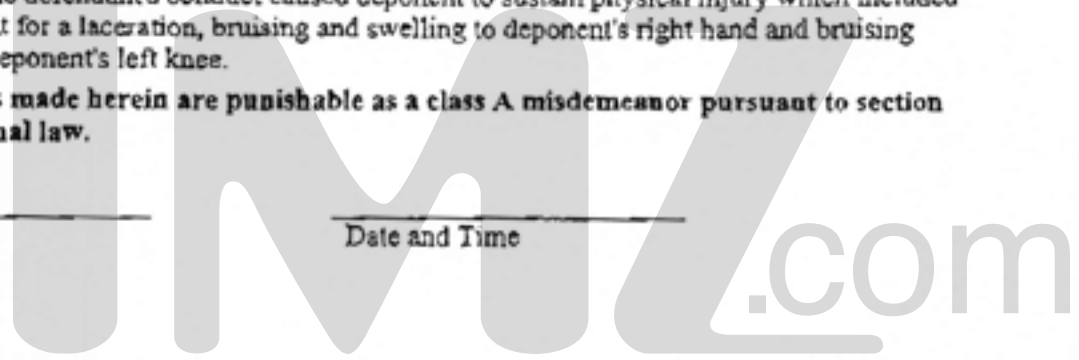 defendant's conduct caused deponent to sustain physical injury which included
t for a laceration, bruising and swelling to deponent's right hand and bruising
eponent's left knee.
s made herein are punishable as a class A misdemeanor pursuant to section
nal law.
Date and Time
TMZ.com